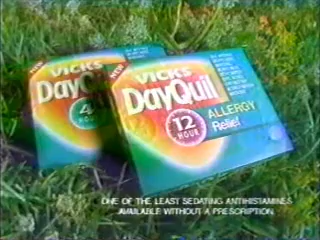 NEW
VICKS
DayQuil
4
HOUR
NEW
VICKS
DayQuil
12
HOUR
ALLERGY
Relief
ONE OF THE LEAST SEDATING ANTIHISTAMINES
AVAILABLE WITHOUT A PRESCRIPTION.